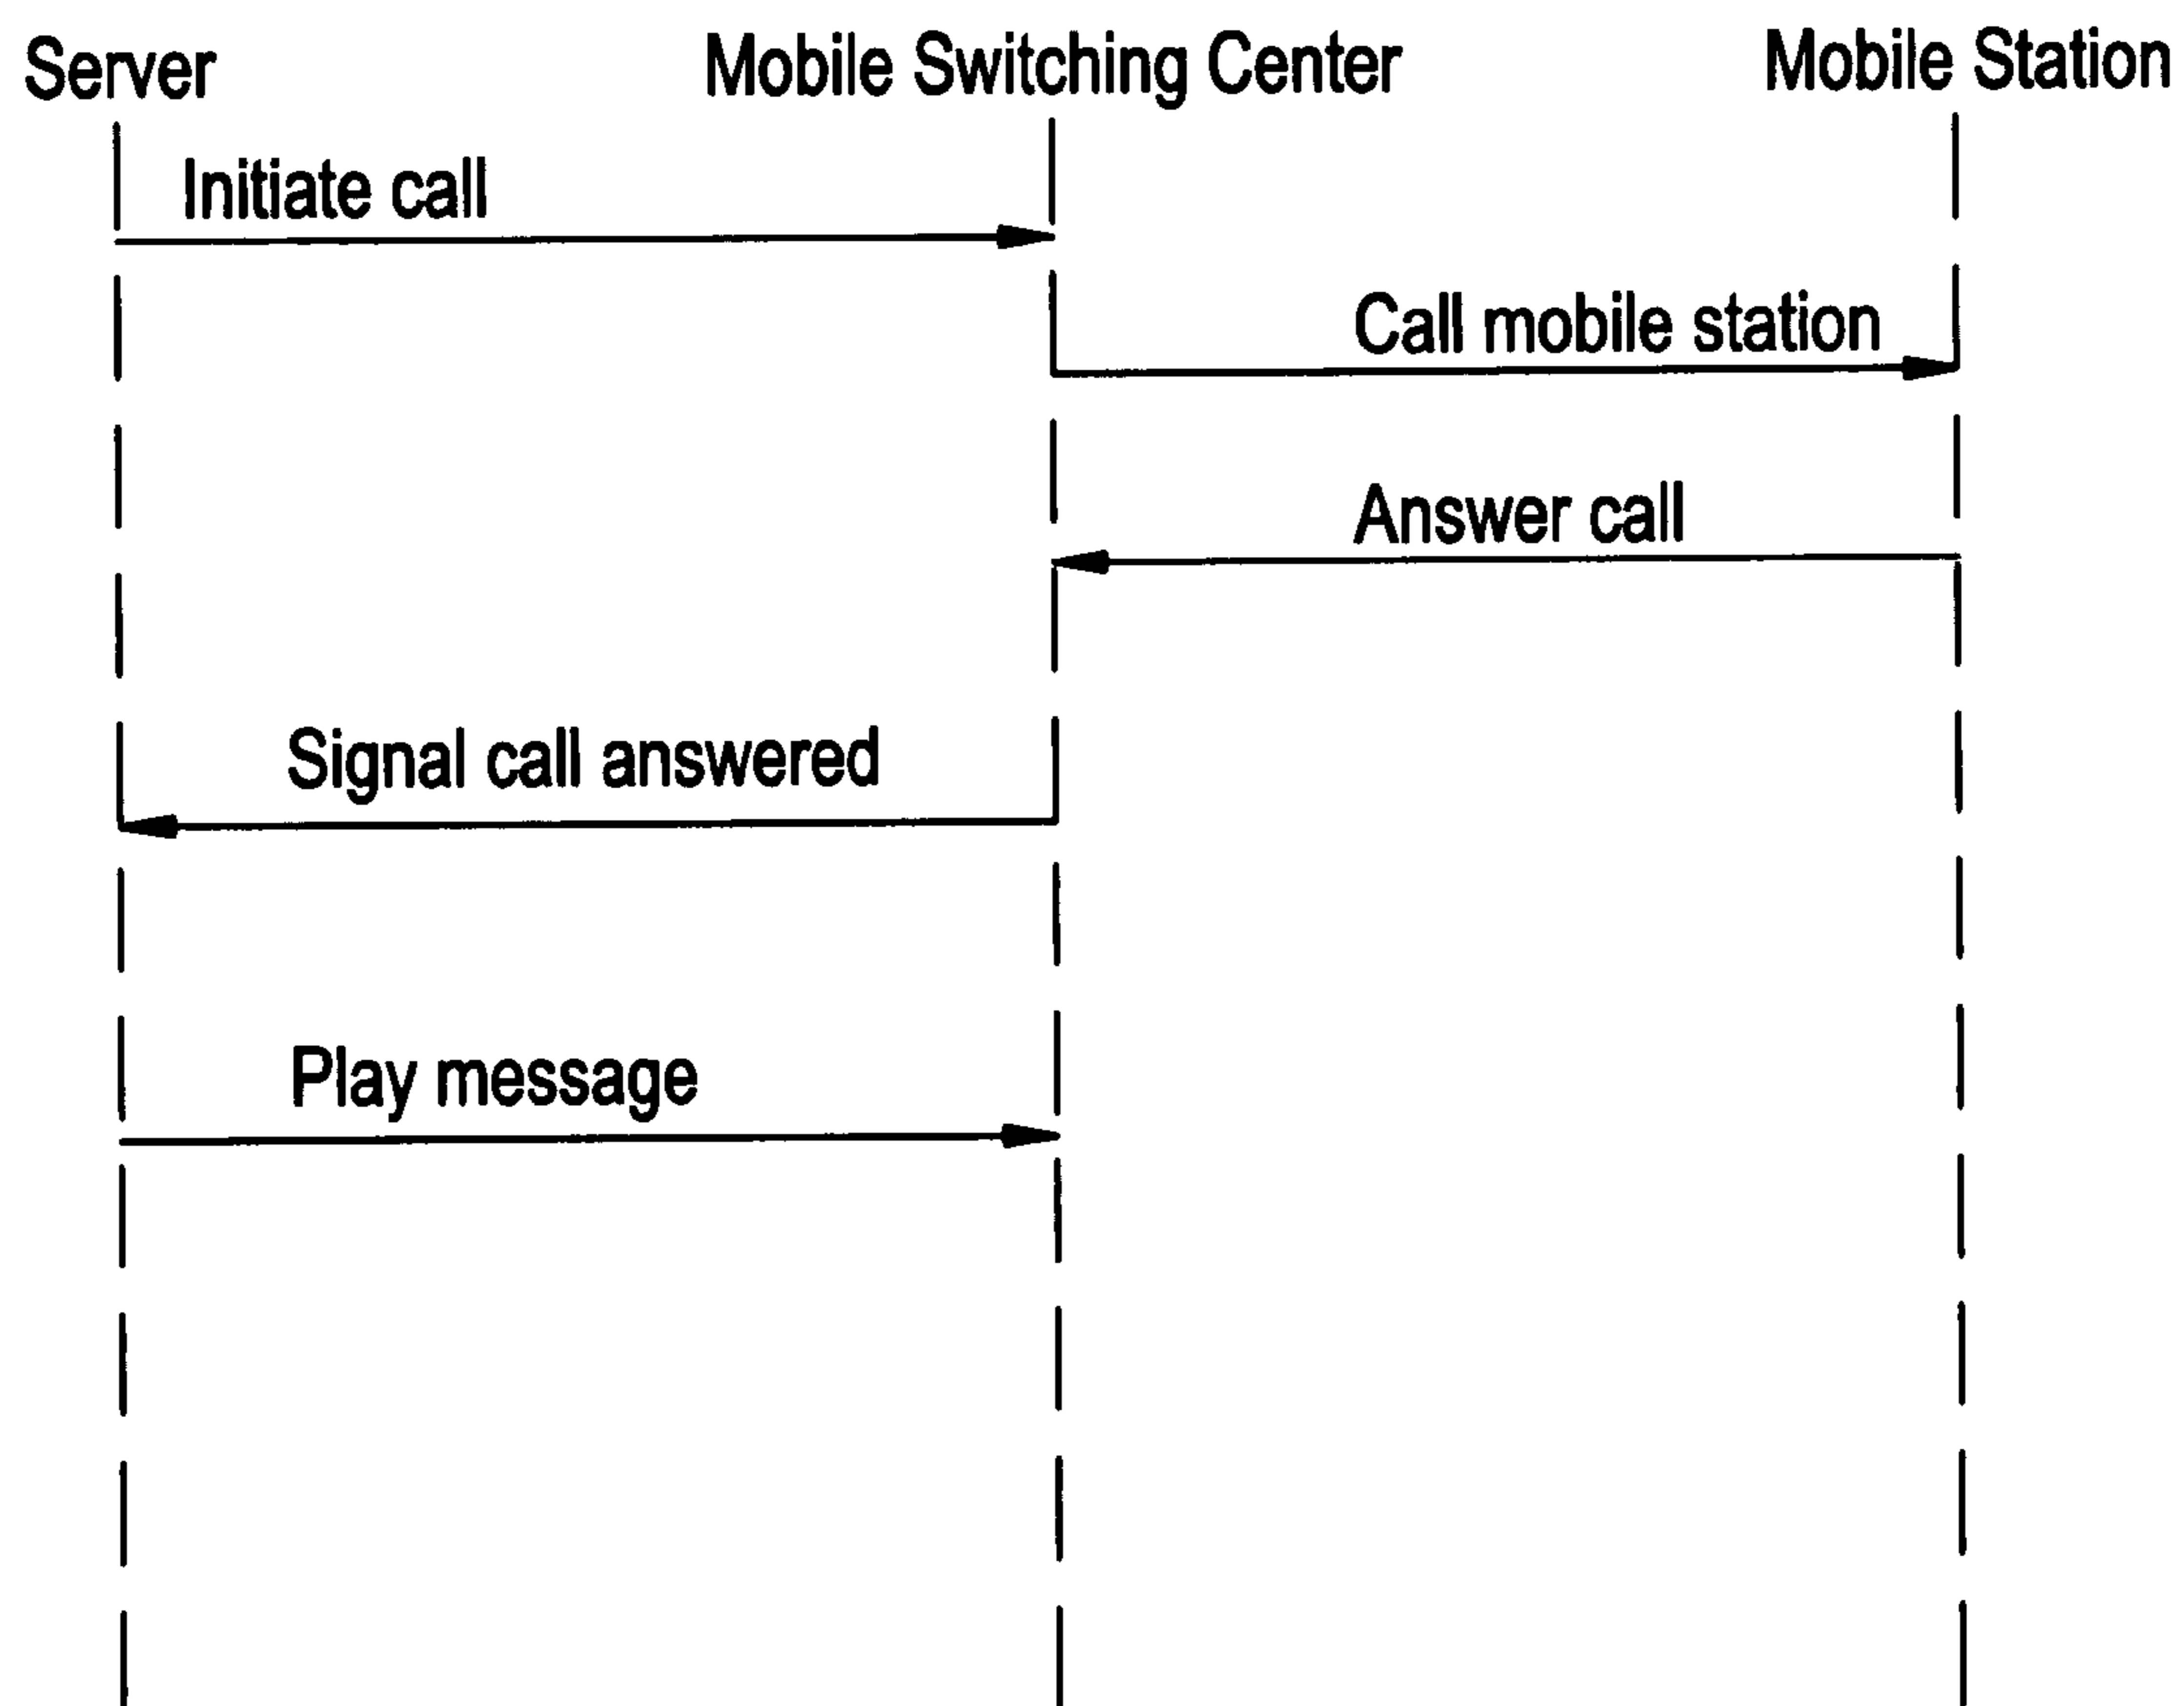 Server
Mobile Switching Center
Mobile Station
Initiate call
Call mobile station
Answer call
Signal call answered
Play message